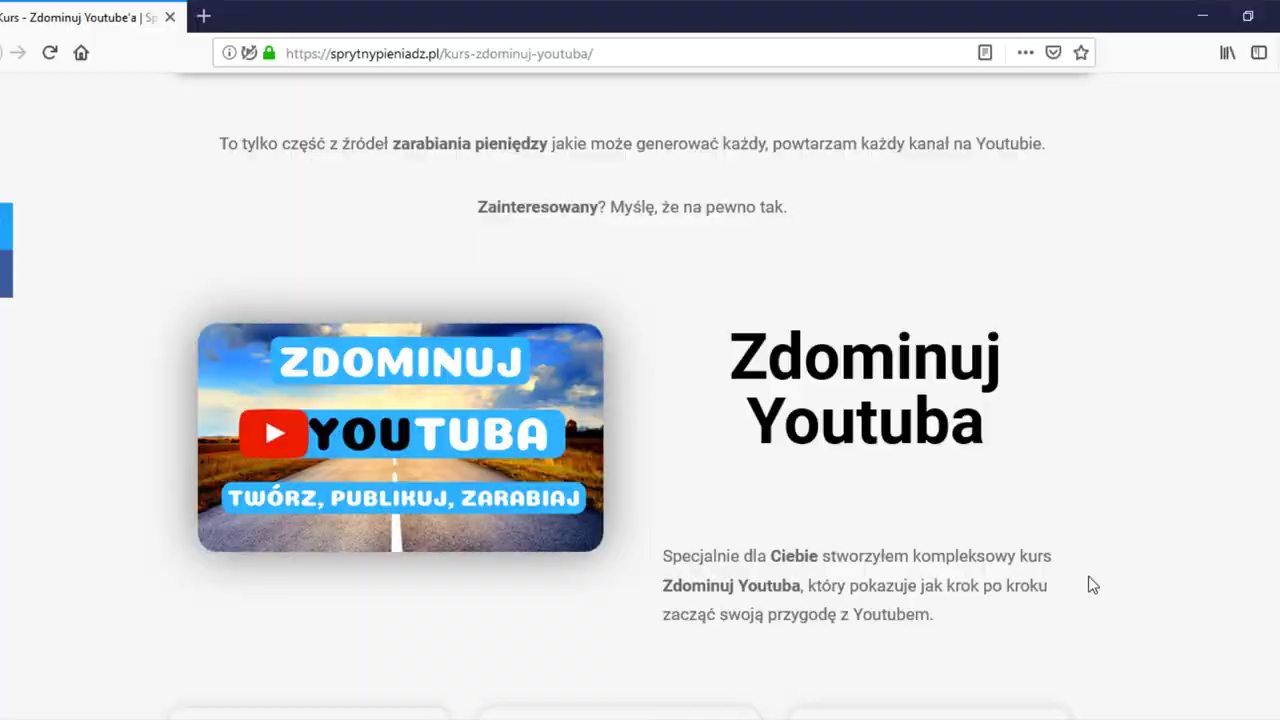 Kurs - Zdominuj Youtube'a | Sp
https://sprytnypieniadz.pl/kurs-zdominuj-youtuba/
To tylko część z źródeł zarabiania pieniędzy jakie może generować każdy, powtarzam każdy kanał na Youtubie.
Zainteresowany? Myślę, że na pewno tak.
ZDOMINUJ
YOUTUBA
TWÓRZ, PUBLIKUJ, ZARABIAJ
Zdominuj
Youtuba
Specjalnie dla Ciebie stworzyłem kompleksowy kurs
Zdominuj Youtuba, który pokazuje jak krok po kroku
zacząć swoją przygodę z Youtubem.